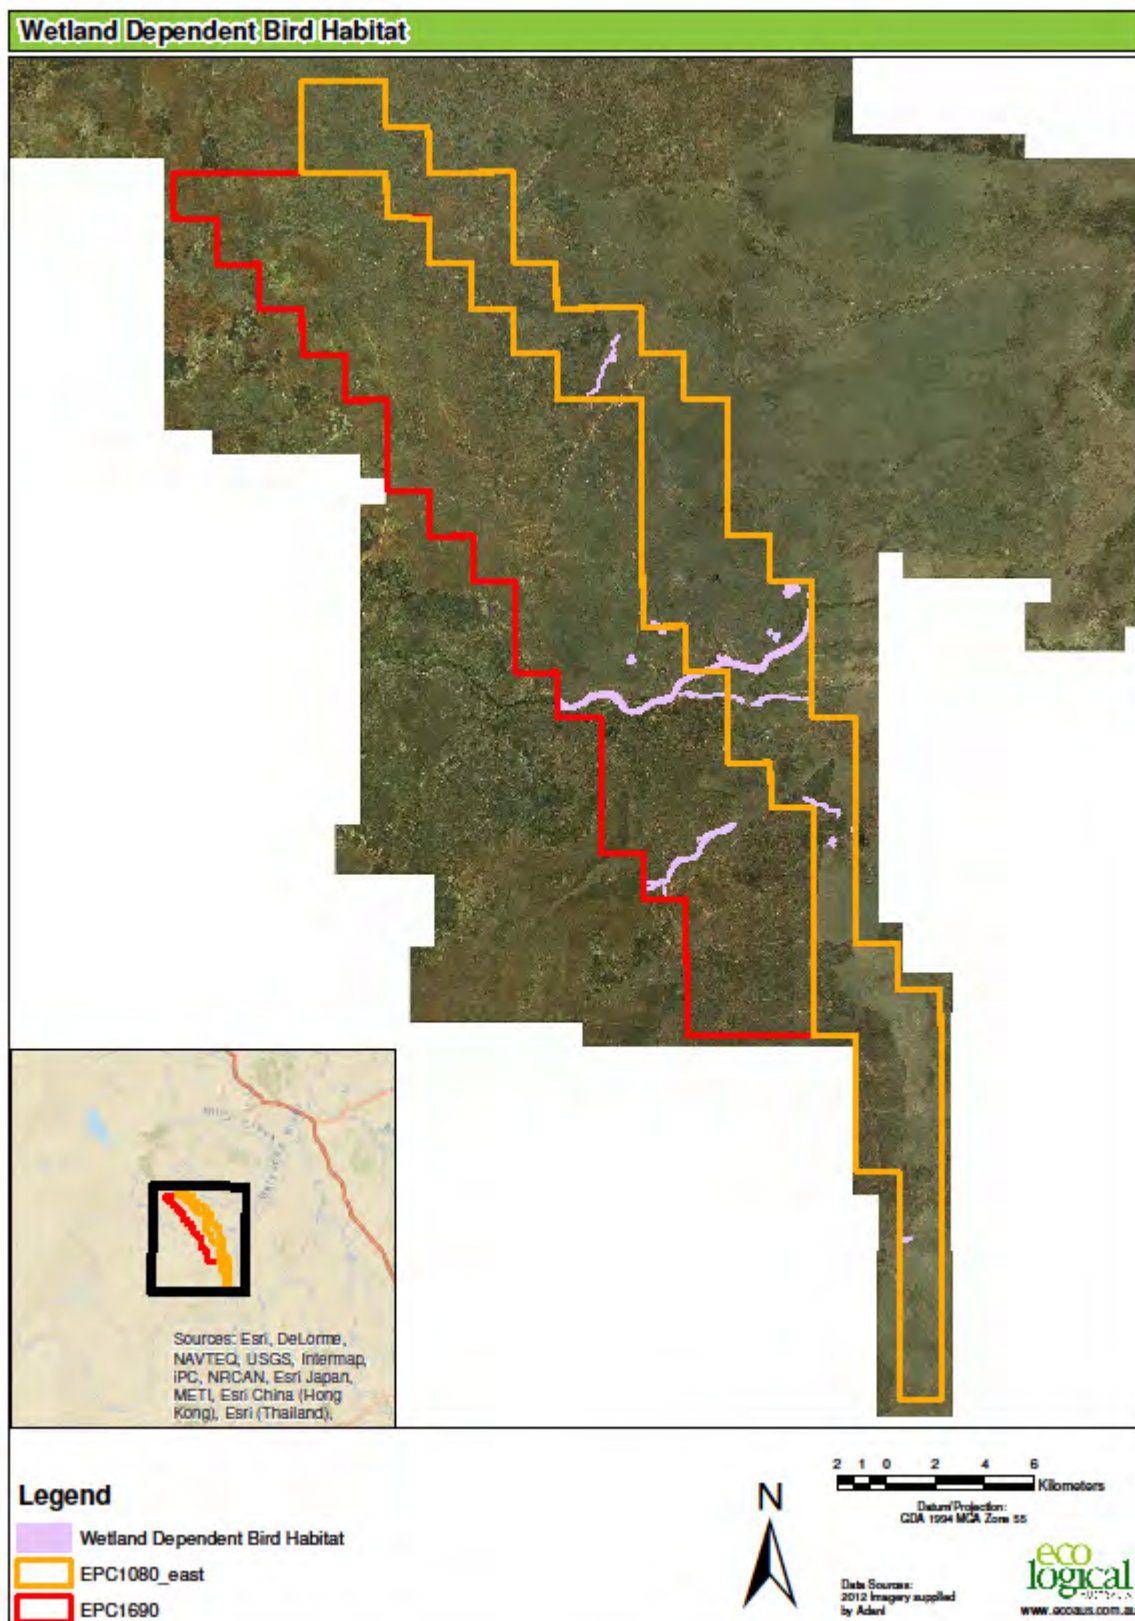 Wetland Dependent Bird Habitat
Sources: Esri, DeLorme,
NAVTEQ, USGS, Intermap,
iPC, NRCAN, Esri Japan,
METI, Esri China (Hong
Kong), Esri (Thailand),
Legend
Wetland Dependent Bird Habitat
EPC1080_east
EPC1690
N
2 1 0 2 4 6
Kilometers
Datum/Projection:
GDA 1994 MGA Zone 55
Data Sources:
2012 Imagery supplied
by Adani
eco
logical
AUSTRALIA
www.ecoaus.com.au